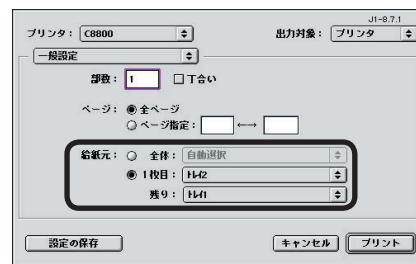 J1-8.7.1
プリンタ： C8800 出力対象： プリンタ
一般設定
部数： 1 丁合い
ページ： 全ページ
ページ指定： ←→
給紙元： 全体： 自動選択
1枚目： トレイ2
残り： トレイ1
設定の保存 キャンセル プリント